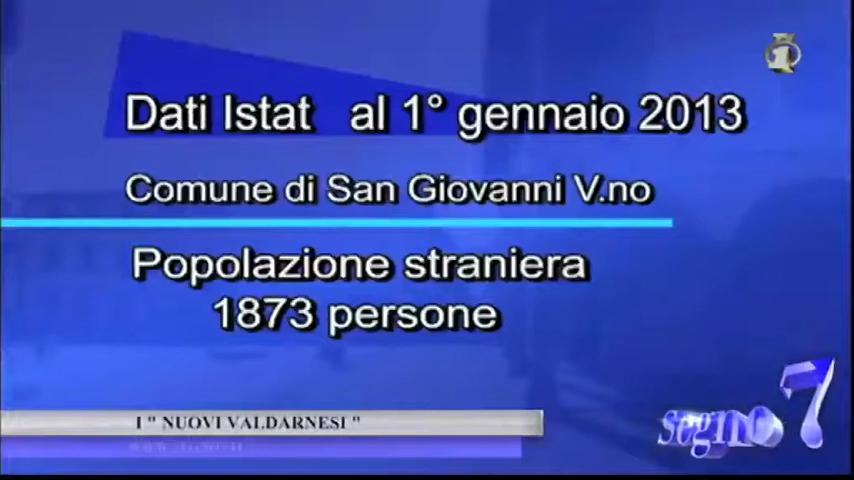 1
Dati Istat al 1° gennaio 2013
Comune di San Giovanni V.no
Popolazione straniera
1873 persone
I " NUOVI VALDARNESI "
segno 7